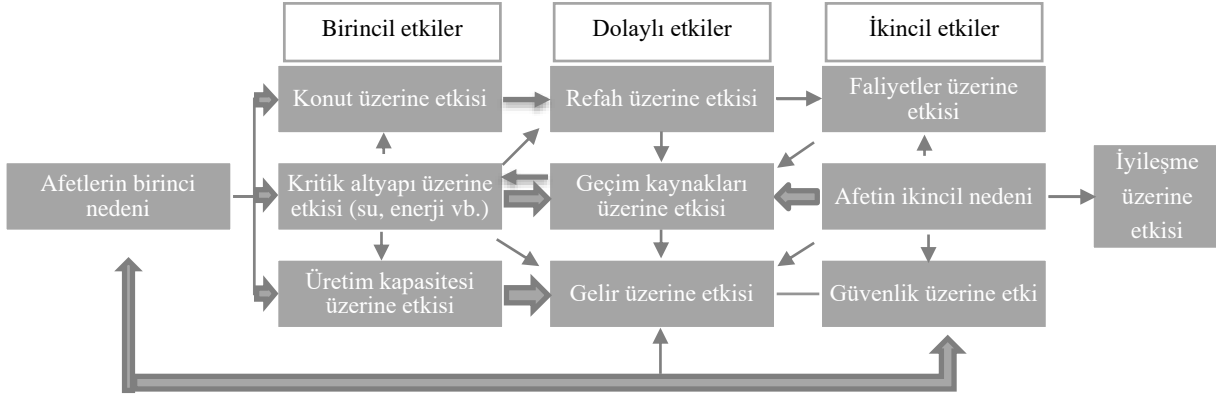 Birincil etkiler
Dolaylı etkiler
İkincil etkiler
Konut üzerine etkisi
Refah üzerine etkisi
Faliyetler üzerine
etkisi
Afetlerin birinci
nedeni
Kritik altyapı üzerine
etkisi (su, enerji vb.)
Geçim kaynakları
üzerine etkisi
Afetin ikincil nedeni
İyileşme
üzerine
etkisi
Üretim kapasitesi
üzerine etkisi
Gelir üzerine etkisi
Güvenlik üzerine etki